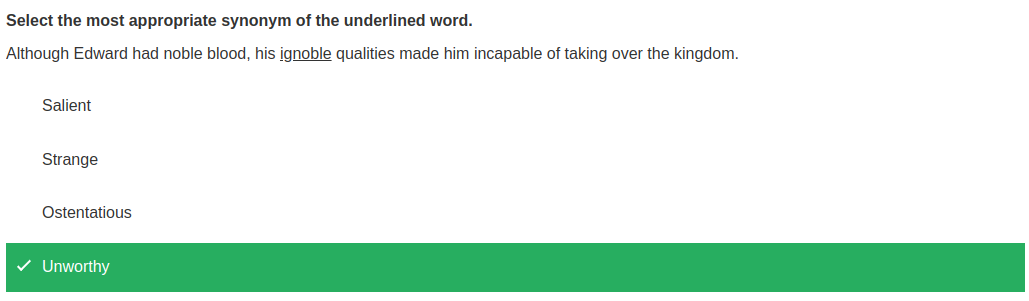 Select the most appropriate synonym of the underlined word.
Although Edward had noble blood, his ignoble qualities made him incapable of taking over the kingdom.
Salient
Strange
Ostentatious
Unworthy